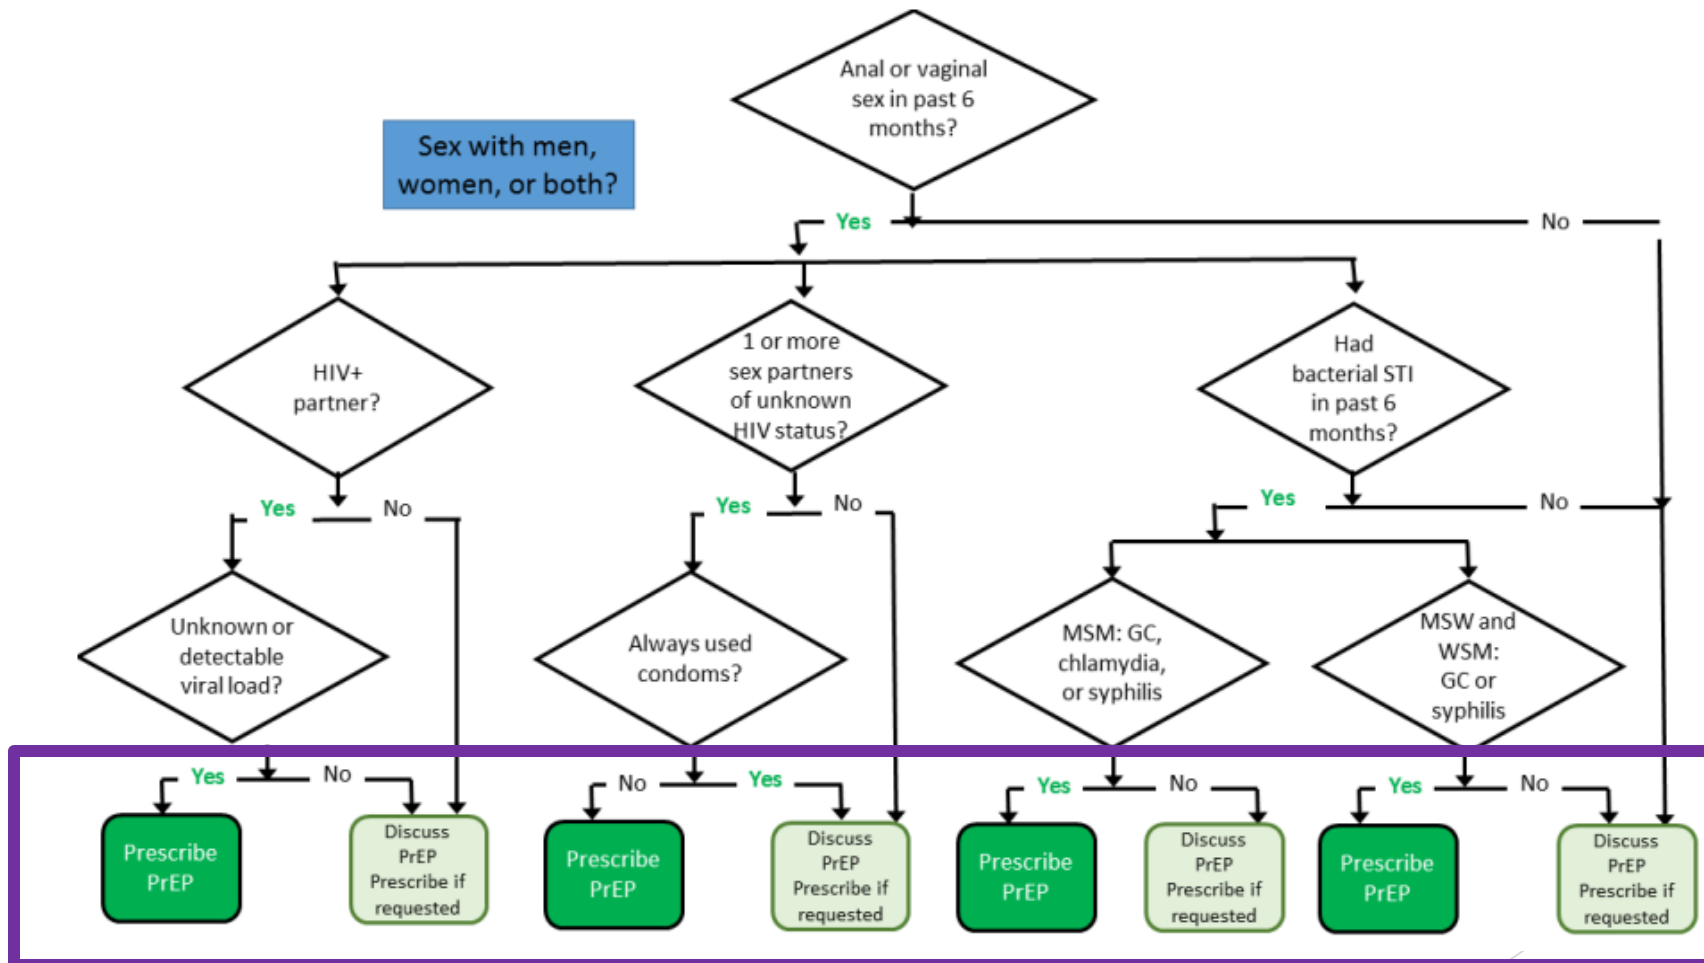 Anal or vaginal
sex in past 6
months?
Sex with men,
women, or both?
Yes
No
HIV+
partner?
1 or more
sex partners
of unknown
HIV status?
Had
bacterial STI
in past 6
months?
Yes
No
Yes
No
Yes
No
Unknown or
detectable
viral load?
Always used
condoms?
MSM: GC,
chlamydia,
or syphilis
MSW and
WSM:
GC or
syphilis
Yes
No
No
Yes
Yes
No
Yes
No
Prescribe
PrEP
Discuss
PrEP
Prescribe if
requested
Prescribe
PrEP
Discuss
PrEP
Prescribe if
requested
Prescribe
PrEP
Discuss
PrEP
Prescribe if
requested
Prescribe
PrEP
Discuss
PrEP
Prescribe if
requested